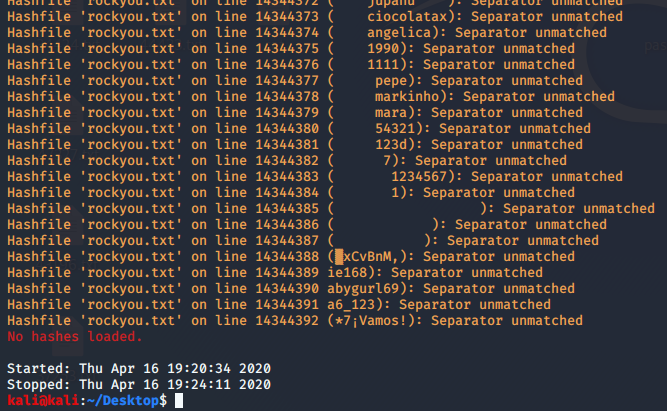 Hashfile 'rockyou.txt' on line 14344372 (     jupanu     ): Separator unmatched
Hashfile 'rockyou.txt' on line 14344373 (     ciocolatax): Separator unmatched
Hashfile 'rockyou.txt' on line 14344374 (     angelica): Separator unmatched
Hashfile 'rockyou.txt' on line 14344375 (     1990): Separator unmatched
Hashfile 'rockyou.txt' on line 14344376 (     1111): Separator unmatched
Hashfile 'rockyou.txt' on line 14344377 (      pepe): Separator unmatched
Hashfile 'rockyou.txt' on line 14344378 (      markinho): Separator unmatched
Hashfile 'rockyou.txt' on line 14344379 (      mara): Separator unmatched
Hashfile 'rockyou.txt' on line 14344380 (      54321): Separator unmatched
Hashfile 'rockyou.txt' on line 14344381 (      123d): Separator unmatched
Hashfile 'rockyou.txt' on line 14344382 (       7): Separator unmatched
Hashfile 'rockyou.txt' on line 14344383 (        1234567): Separator unmatched
Hashfile 'rockyou.txt' on line 14344384 (        1): Separator unmatched
Hashfile 'rockyou.txt' on line 14344385 (                   ): Separator unmatched
Hashfile 'rockyou.txt' on line 14344386 (             ): Separator unmatched
Hashfile 'rockyou.txt' on line 14344387 (            ): Separator unmatched
Hashfile 'rockyou.txt' on line 14344388 (xCvBnM,): Separator unmatched
Hashfile 'rockyou.txt' on line 14344389 ie168): Separator unmatched
Hashfile 'rockyou.txt' on line 14344390 abygurl69): Separator unmatched
Hashfile 'rockyou.txt' on line 14344391 a6_123): Separator unmatched
Hashfile 'rockyou.txt' on line 14344392 (*7¡Vamos!): Separator unmatched
No hashes loaded.
Started: Thu Apr 16 19:20:34 2020
Stopped: Thu Apr 16 19:24:11 2020
kali@kali:~/Desktop$